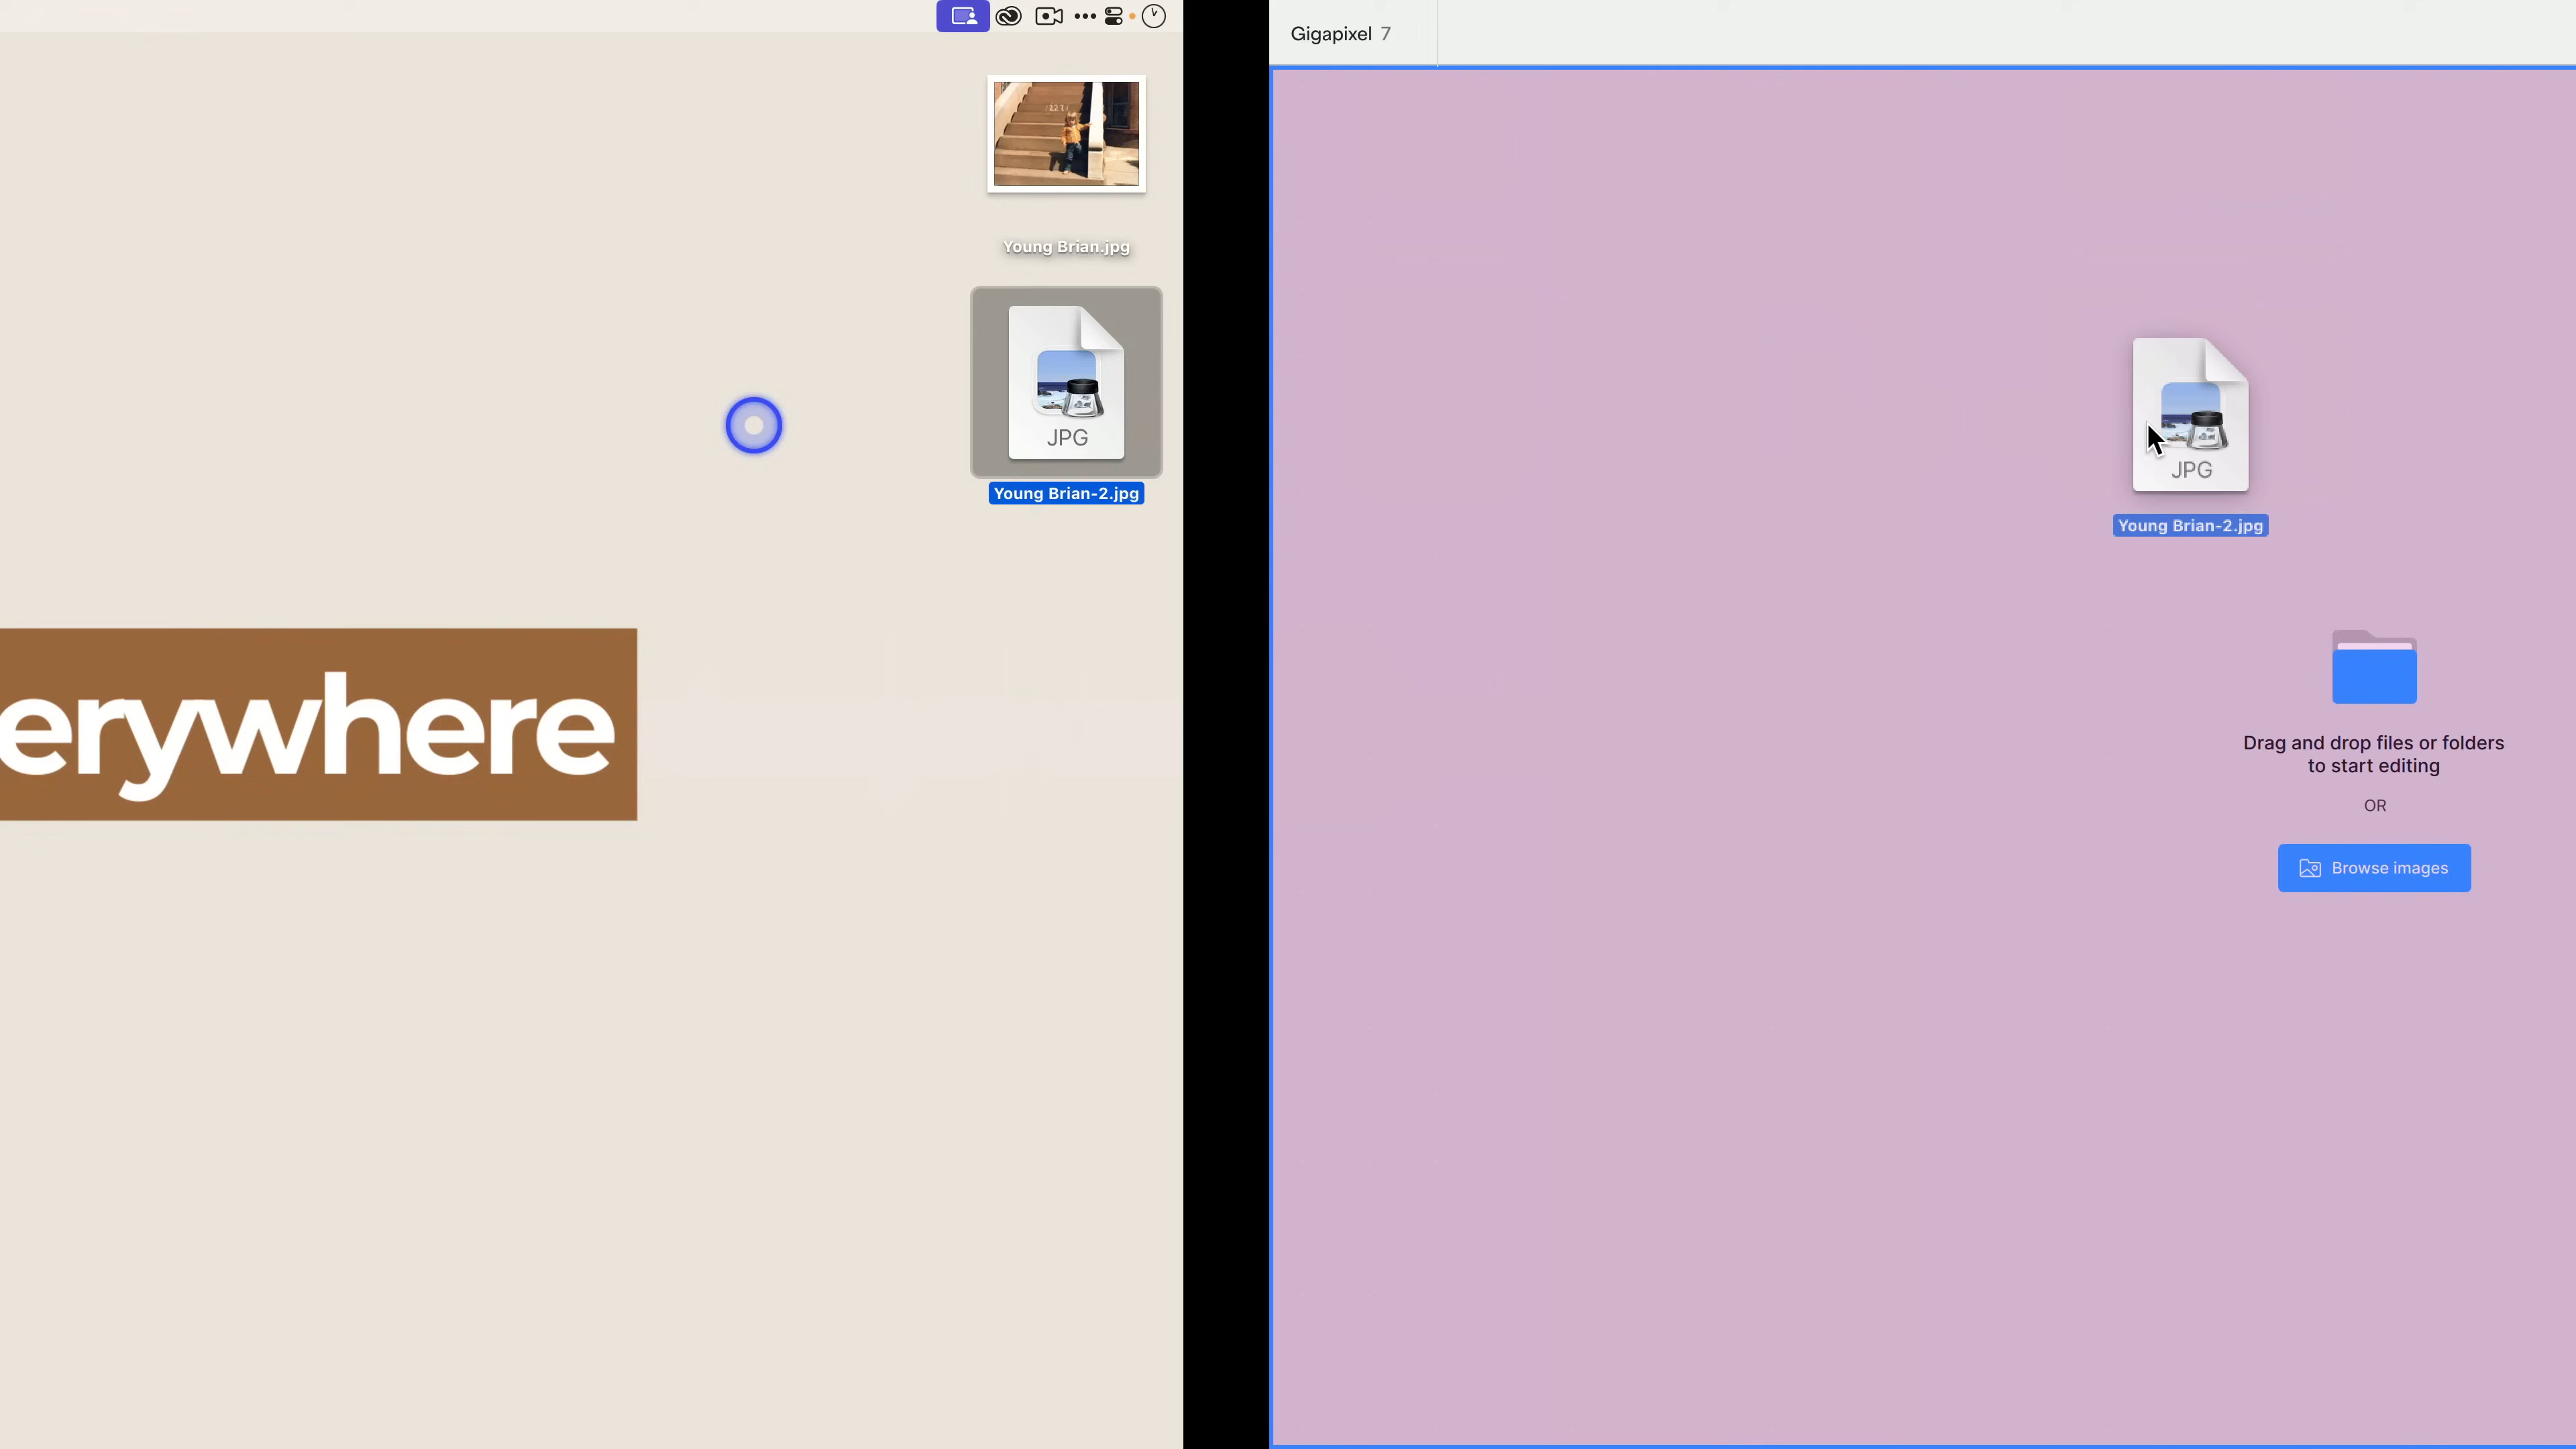 Young Brian.jpg
JPG
Young Brian-2.jpg
erywhere
Gigapixel 7
JPG
Young Brian-2.jpg
Drag and drop files or folders
to start editing
OR
Browse images